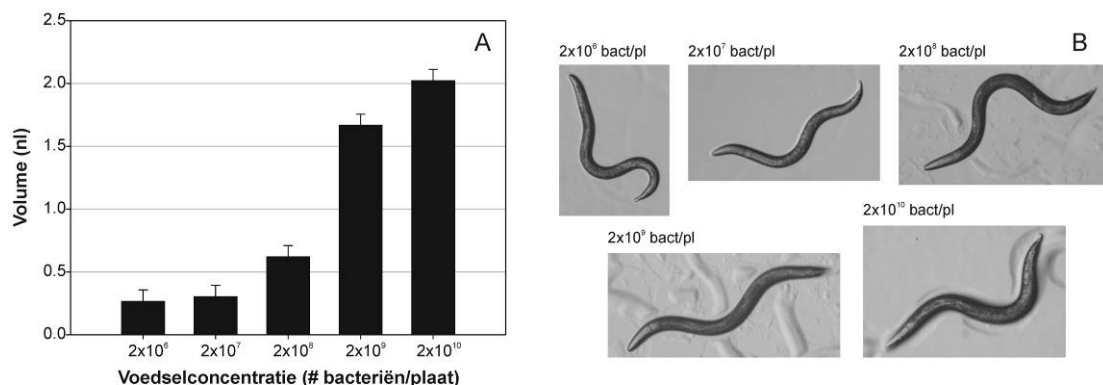 A
2.5
2.0
1.5
1.0
0.5
0.0
Volume (nl)
2x10⁶ 2x10⁷ 2x10⁸ 2x10⁹ 2x10¹⁰
Voedselconcentratie (# bacteriën/plaat)
B
2x10⁶ bact/pl
2x10⁷ bact/pl
2x10⁸ bact/pl
2x10⁹ bact/pl
2x10¹⁰ bact/pl